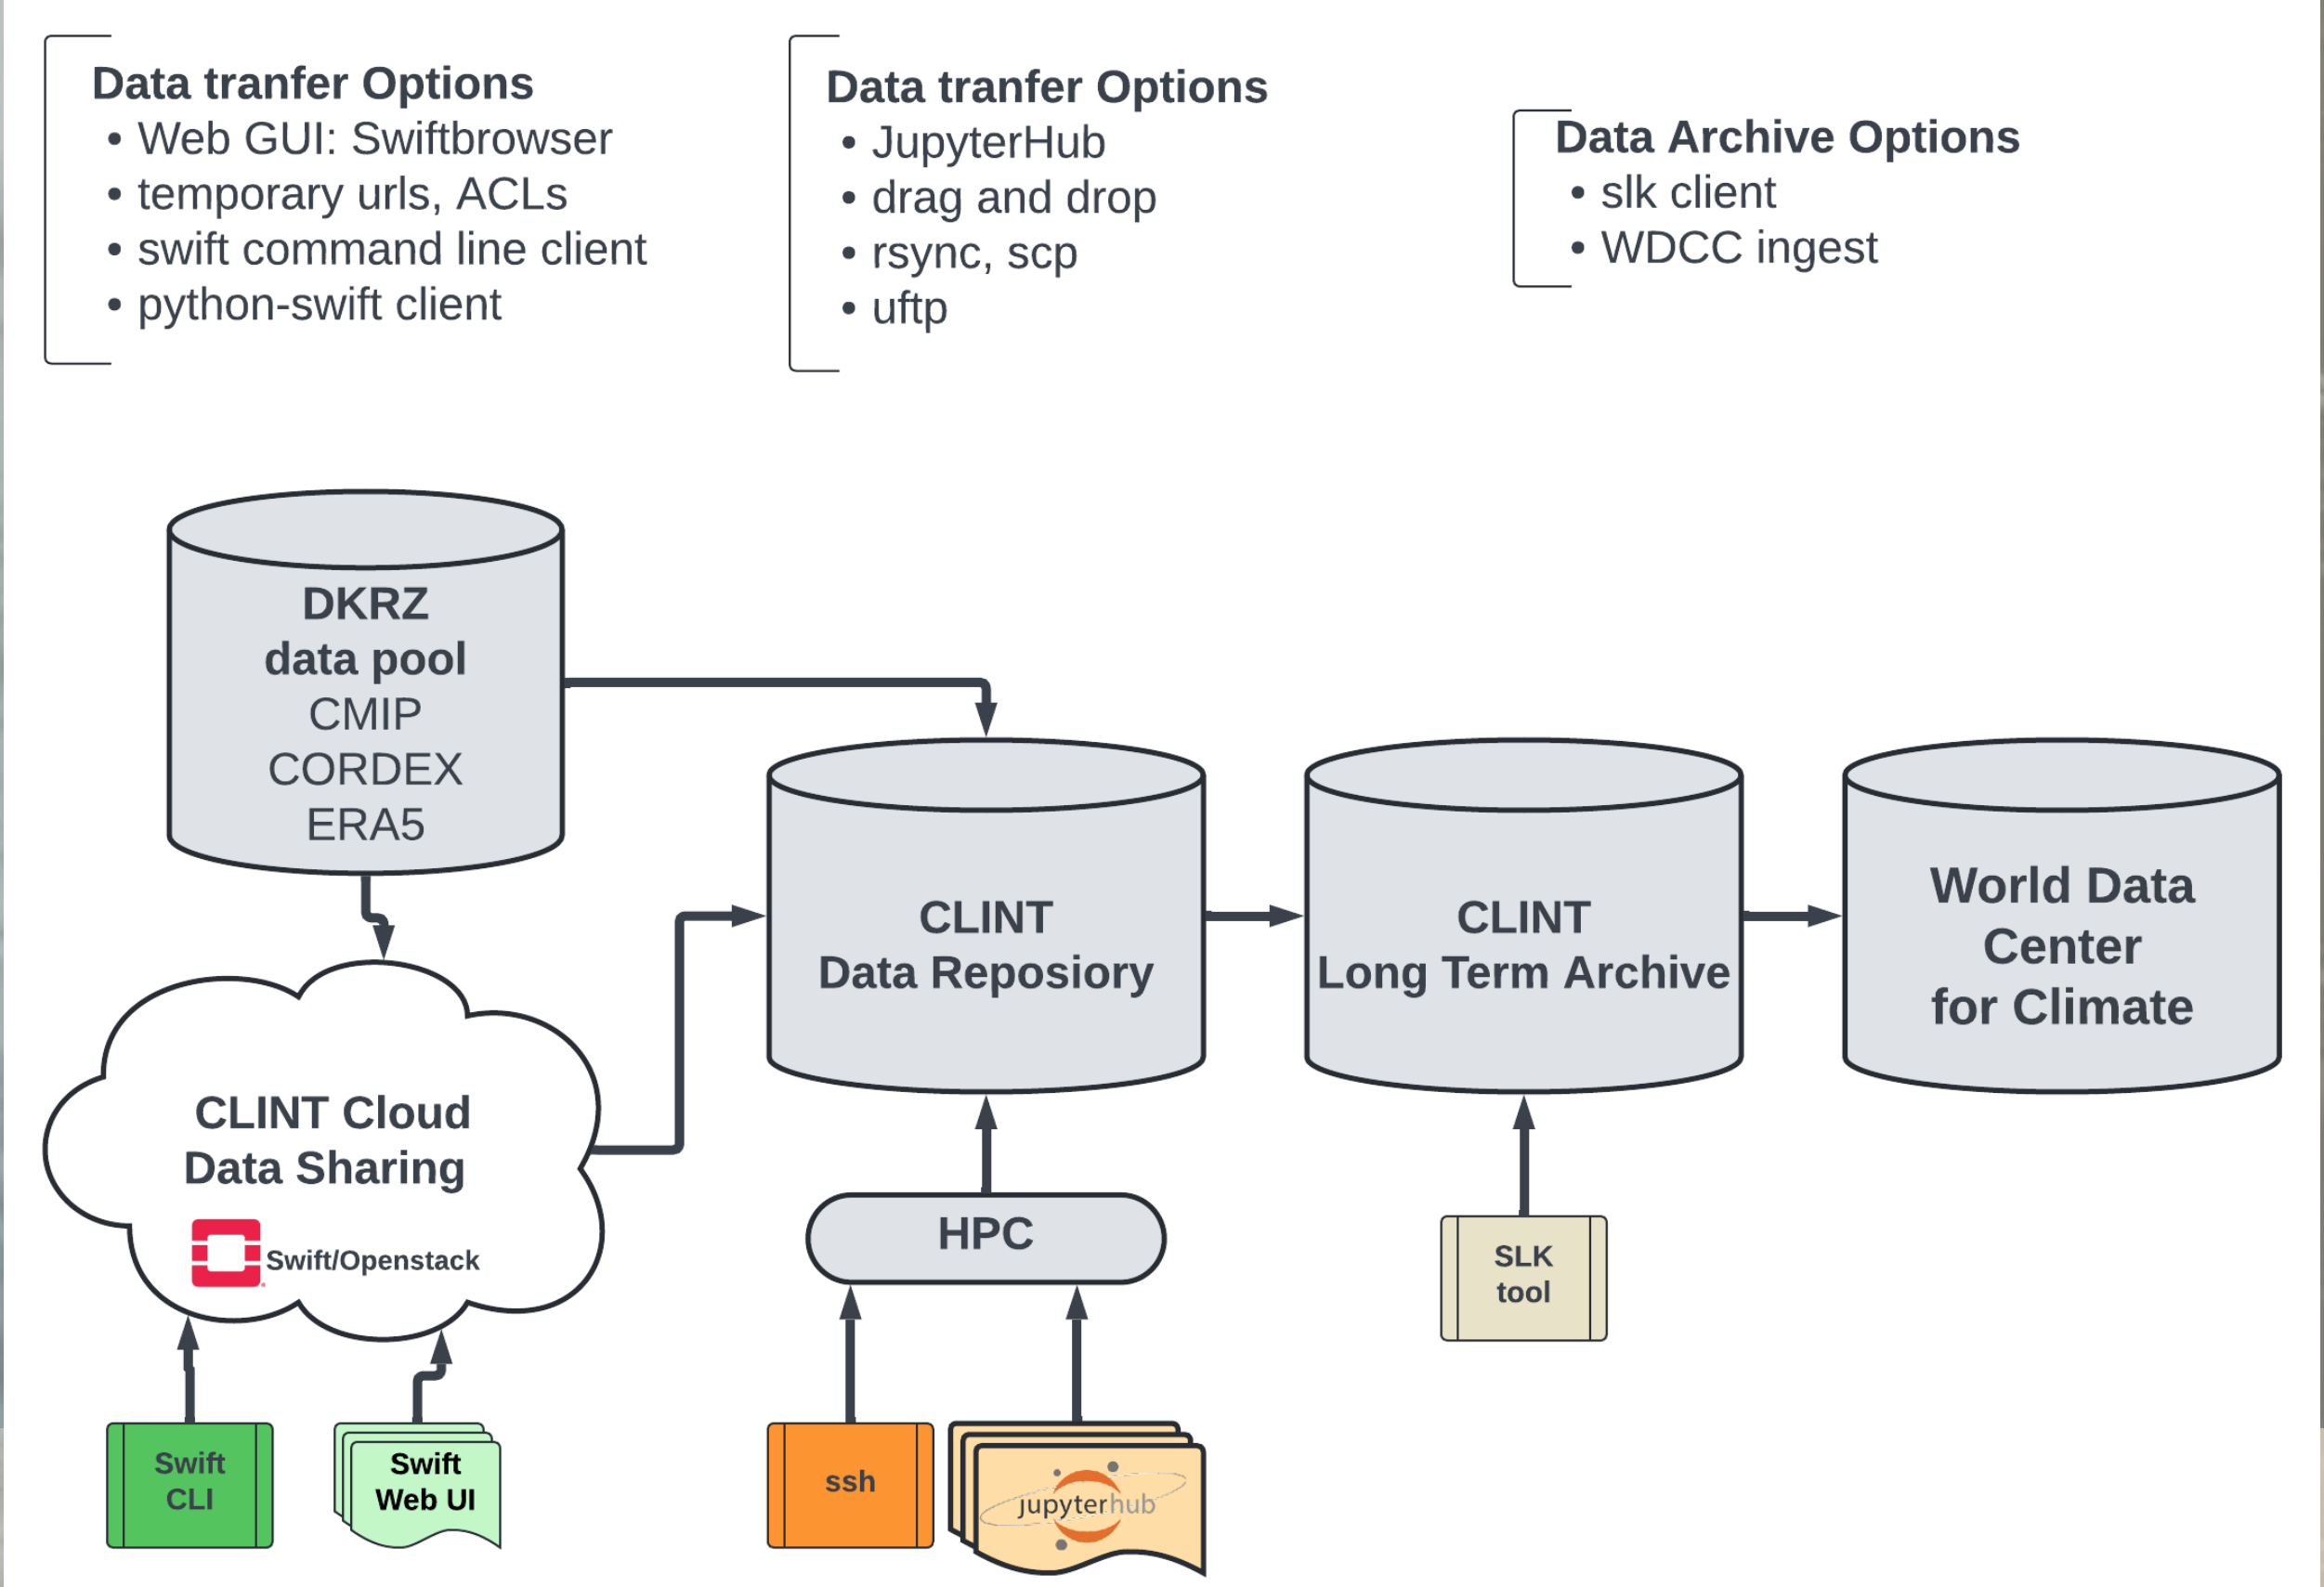 Data tranfer Options
• Web GUI: Swiftbrowser
• temporary urls, ACLs
• swift command line client
• python-swift client
Data tranfer Options
• JupyterHub
• drag and drop
• rsync, scp
• uftp
Data Archive Options
• slk client
• WDCC ingest
DKRZ
data pool
CMIP
CORDEX
ERA5
CLINT Cloud
Data Sharing
Swift/Openstack
CLINT
Data Reposiory
CLINT
Long Term Archive
World Data
Center
for Climate
HPC
SLK
tool
Swift
CLI
Swift
Web UI
ssh
jupyterhub